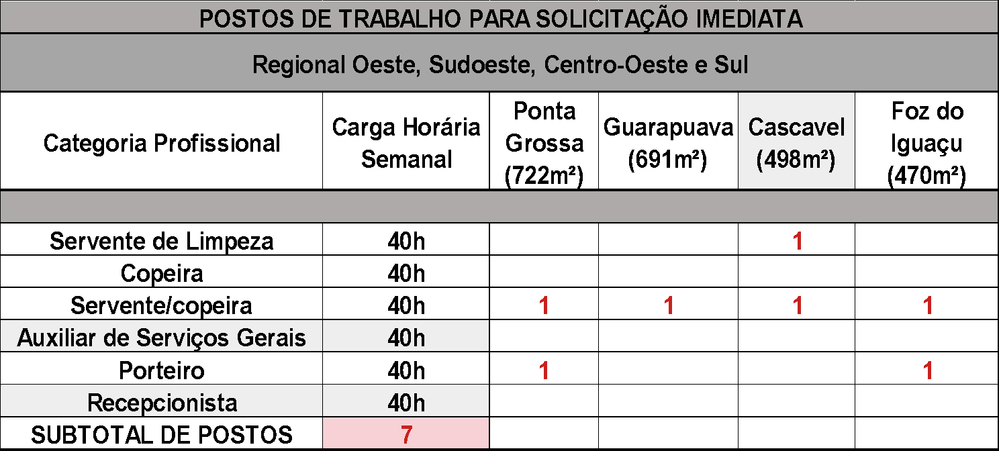 POSTOS DE TRABALHO PARA SOLICITAÇÃO IMEDIATA
Regional Oeste, Sudoeste, Centro-Oeste e Sul
Categoria Profissional
Carga Horária
Semanal
Ponta
Grossa
(722m²)
Guarapuava
(691m²)
Cascavel
(498m²)
Foz do
Iguaçu
(470m²)
Servente de Limpeza 40h 1
Copeira 40h
Servente/copeira 40h 1 1 1 1
Auxiliar de Serviços Gerais 40h
Porteiro 40h 1 1
Recepcionista 40h
SUBTOTAL DE POSTOS 7